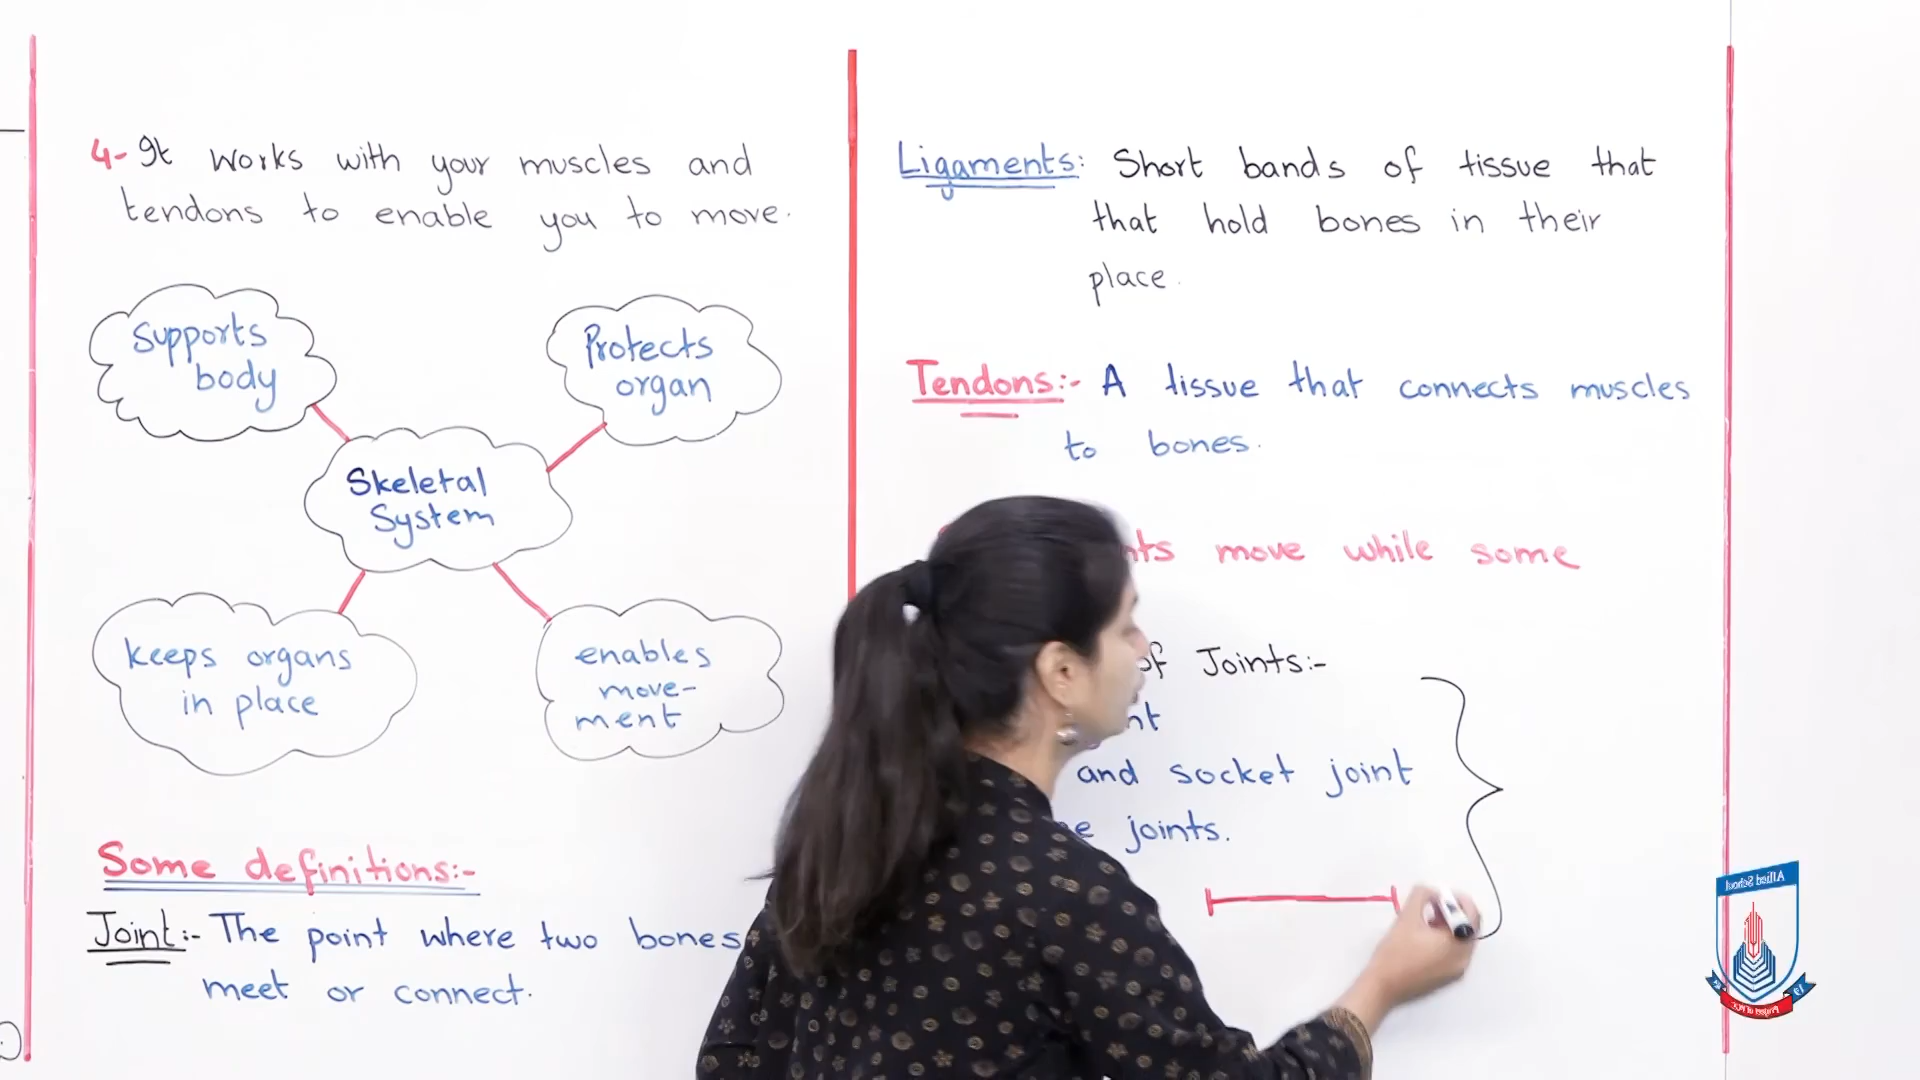 4- It works with your muscles and
tendons to enable you to move.
Supports
body
Protects
organ
Skeletal
System
keeps organs
in place
enables
move-
ment
Some definitions:-
Joint:- The point where two bones
meet or connect.
Ligaments: Short bands of tissue that
that hold bones in their
place.
Tendons:- A tissue that connects muscles
to bones.
move while some
of Joints:-
and socket joint
joints.
Allied School